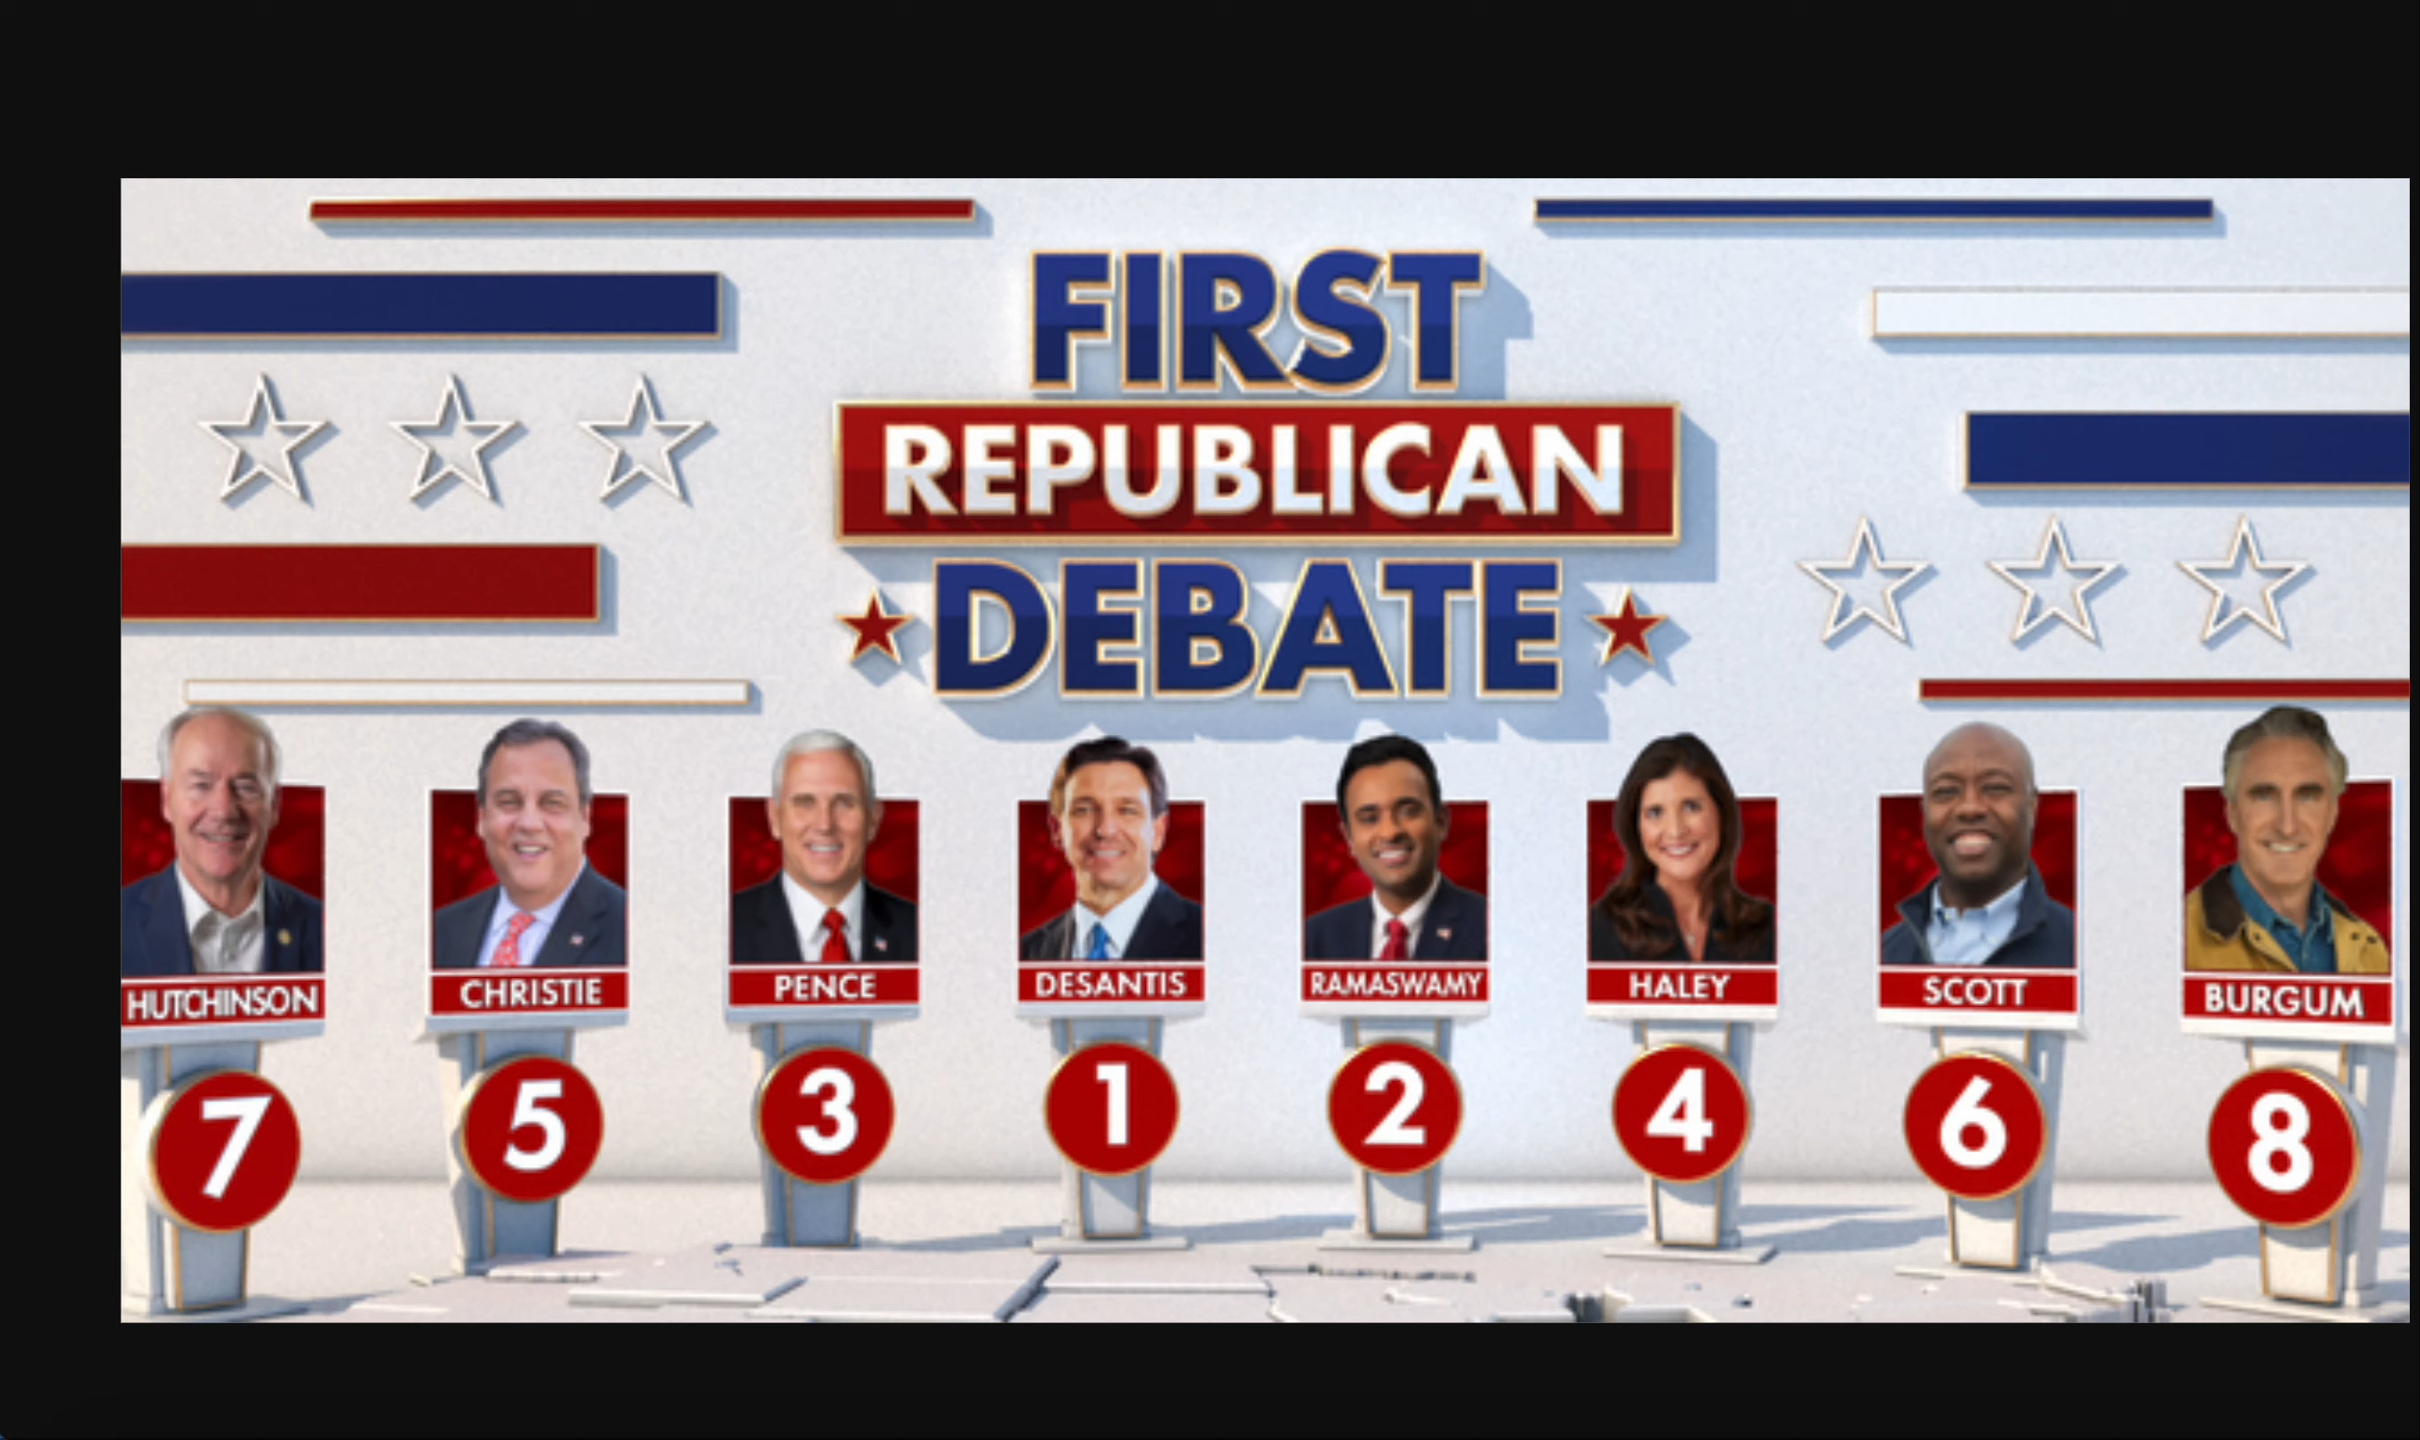 FIRST
REPUBLICAN
DEBATE
HUTCHINSON
CHRISTIE
PENCE
DESANTIS
RAMASWAMY
HALEY
SCOTT
BURGUM
7
5
3
1
2
4
6
8